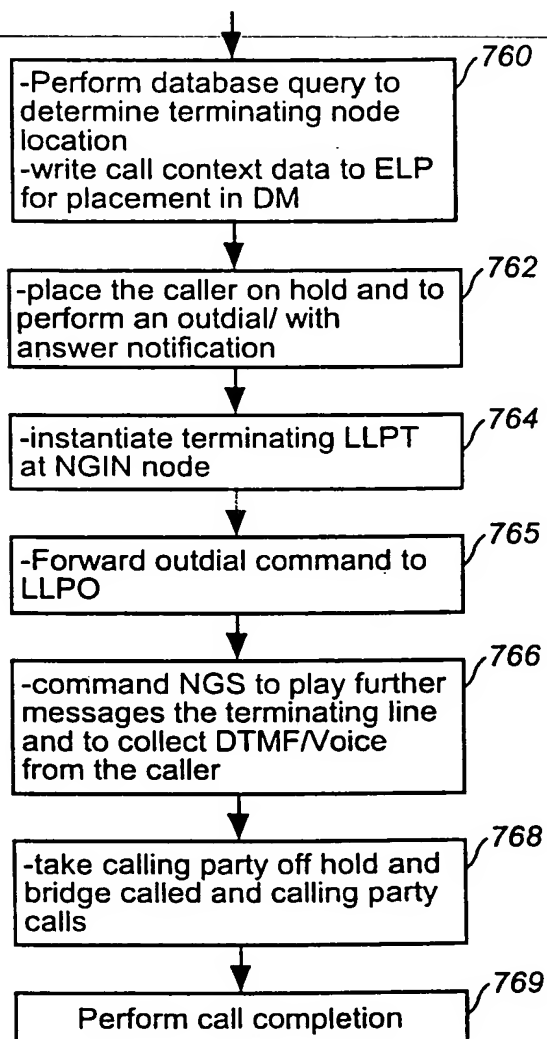 760
-Perform database query to
determine terminating node
location
-write call context data to ELP
for placement in DM
762
-place the caller on hold and to
perform an outdial/ with
answer notification
764
-instantiate terminating LLPT
at NGIN node
765
-Forward outdial command to
LLPO
766
-command NGS to play further
messages the terminating line
and to collect DTMF/Voice
from the caller
768
-take calling party off hold and
bridge called and calling party
calls
769
Perform call completion